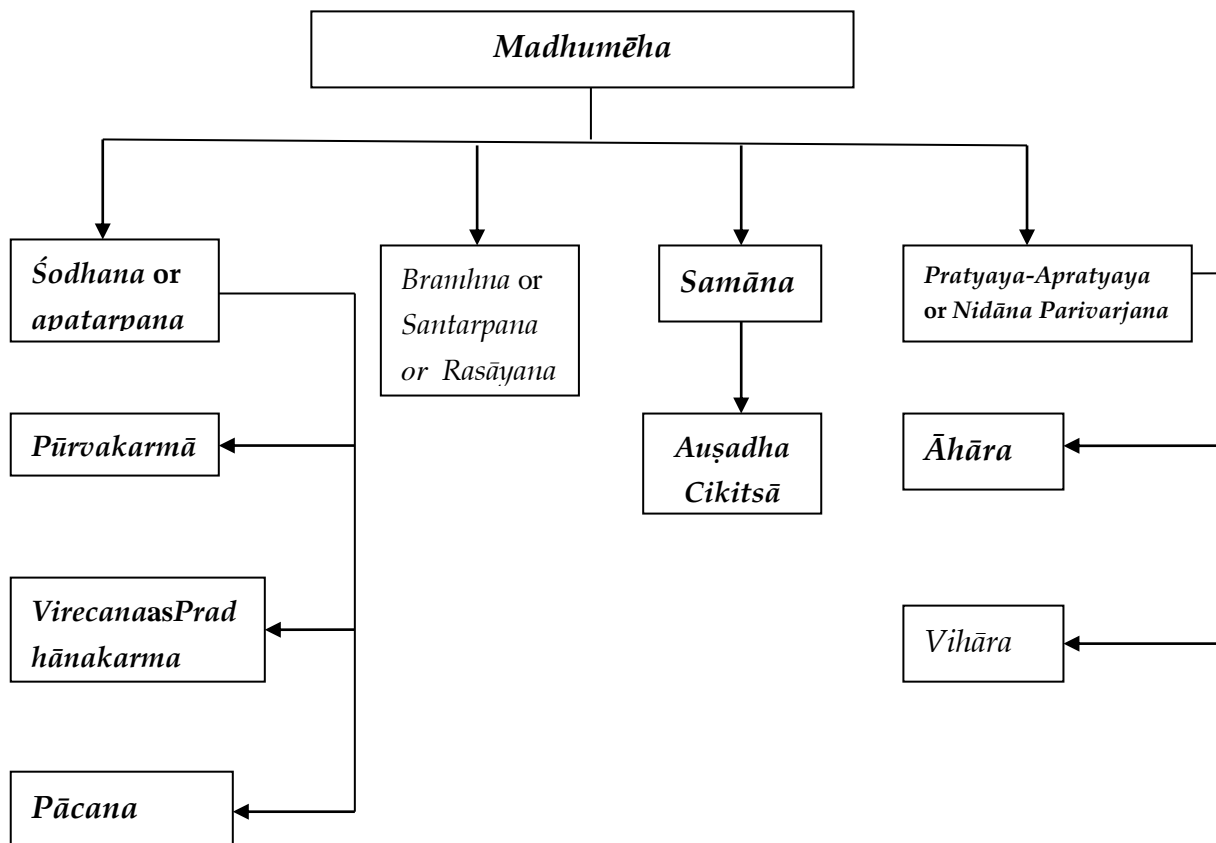 Madhumēha
Śodhana or
apatarpana
Bramhna or
Santarpana
or Rasāyana
Samāna
Pratyaya-Apratyaya
or Nidāna Parivarjana
Pūrvakarmā
Auṣadha
Cikitsā
Āhāra
VirecanaasPrad
hānakarma
Vihāra
Pācana